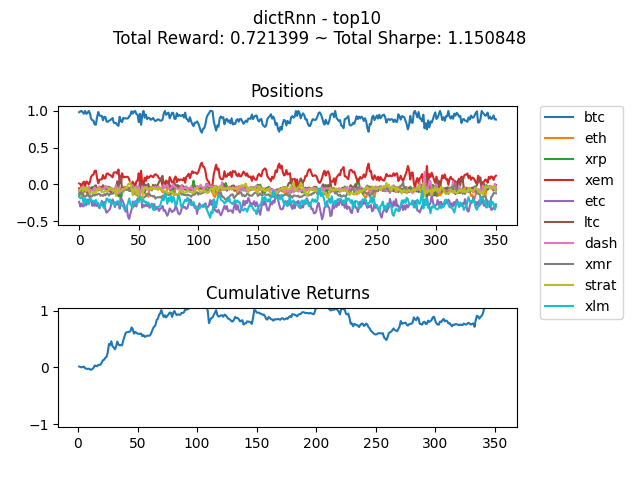 dictRnn - top10
Total Reward: 0.721399 ~ Total Sharpe: 1.150848
Positions
1.0
0.5
0.0
−0.5
0 50 100 150 200 250 300 350
btc
eth
xrp
xem
etc
ltc
dash
xmr
strat
xlm
Cumulative Returns
1
0
−1
0 50 100 150 200 250 300 350